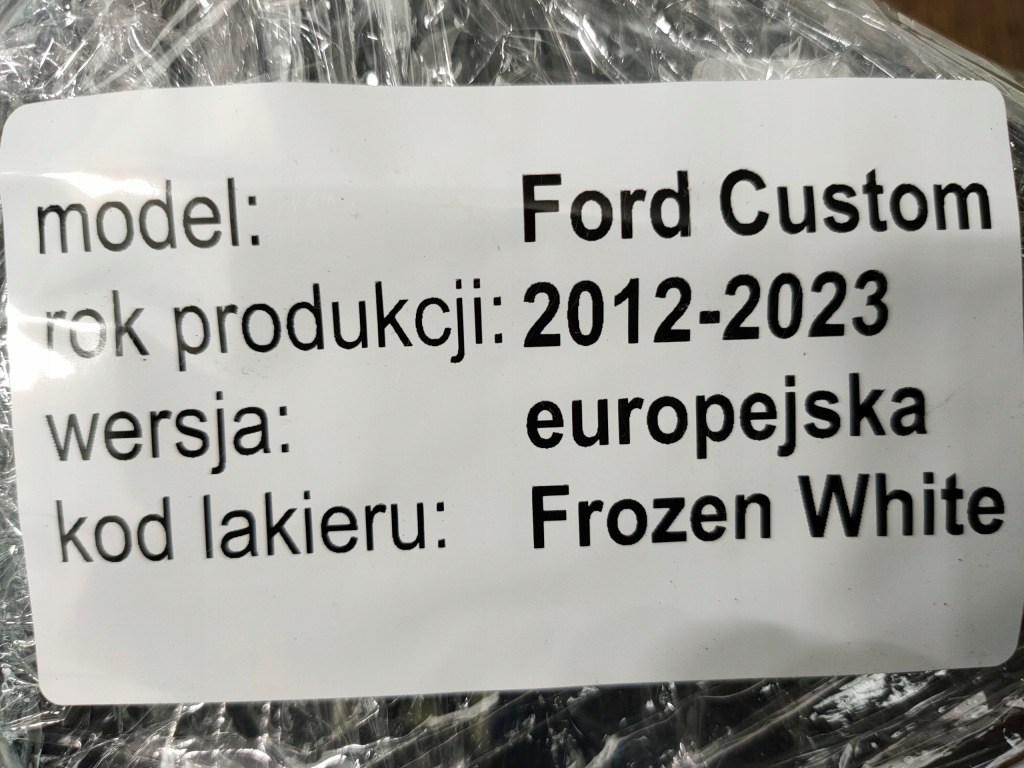 model: Ford Custom
rok produkcji: 2012-2023
wersja: europejska
kod lakieru: Frozen White